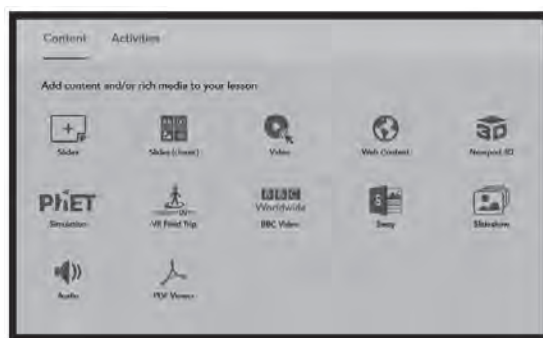 Content Activities
Add content and/or rich media to your lesson
Slides Slides (classic) Video Web Content Nearpod 3D
PhET
BBC
Worldwide
Simulation VR Field Trip BBC Video Sway Slideshow
Audio PDF Viewer